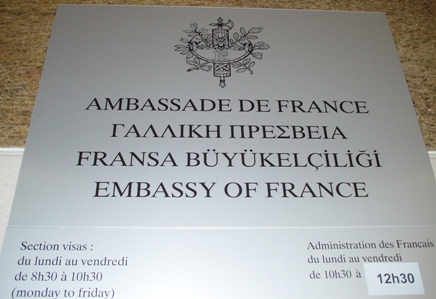 AMBASSADE DE FRANCE
ΓΑΛΛΙΚΗ ΠΡΕΣΒΕΙΑ
FRANSA BÜYÜKELÇİLİĞİ
EMBASSY OF FRANCE
Section visas :
du lundi au vendredi
de 8h30 à 10h30
(monday to friday)
Administration des Français
du lundi au vendredi
de 10h30 à 12h30